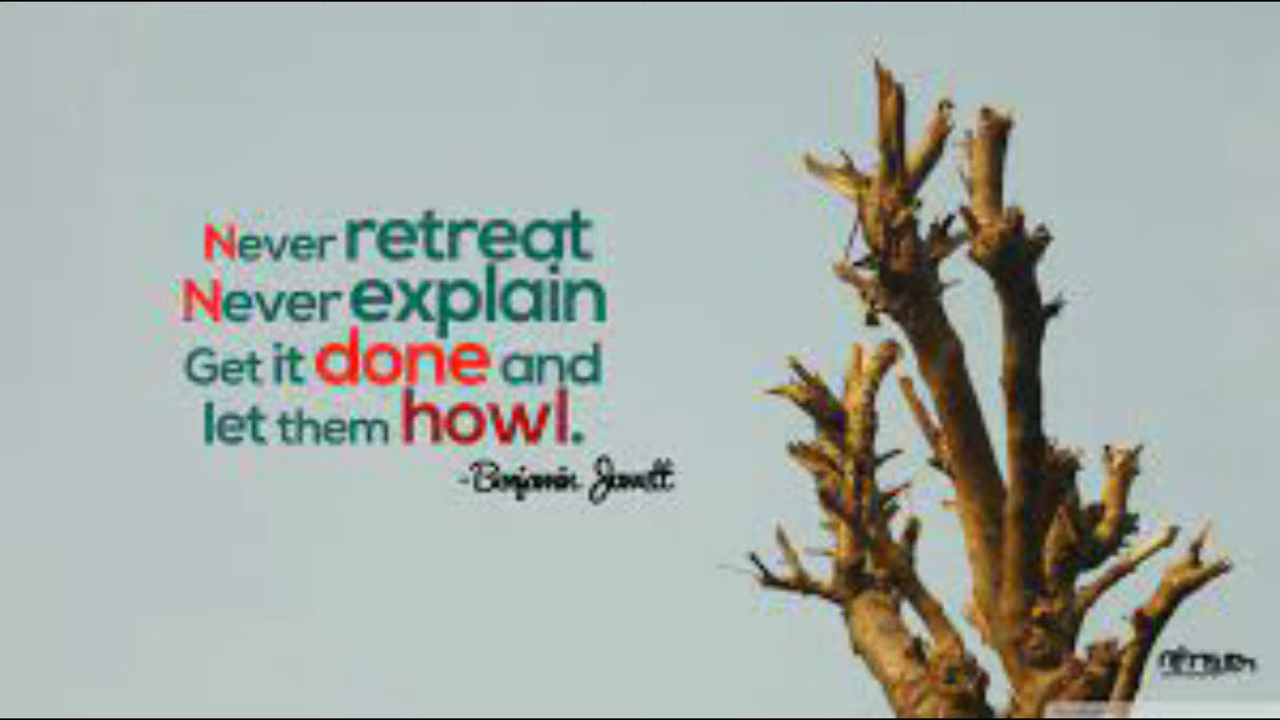 Never retreat
Never explain
Get it done and
let them howl.
-Benjamin Jowett